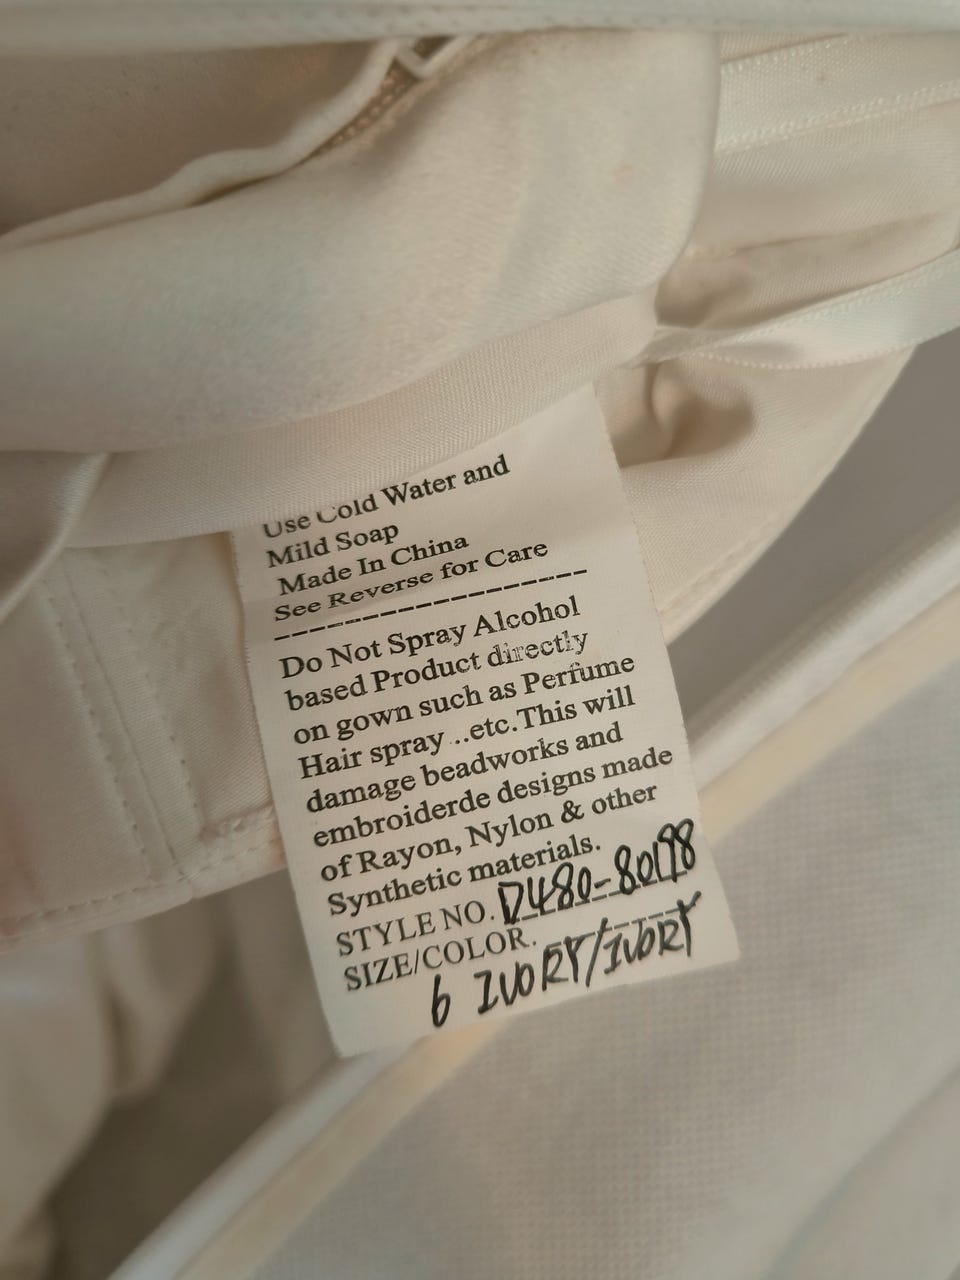 Use Cold Water and
Mild Soap
Made In China
See Reverse for Care
------------------
Do Not Spray Alcohol
based Product directly
on gown such as Perfume
Hair spray ..etc.This will
damage beadworks and
embroiderde designs made
of Rayon, Nylon & other
Synthetic materials.
STYLE NO. D480-80198
SIZE/COLOR.
6 IVORY/IVORY